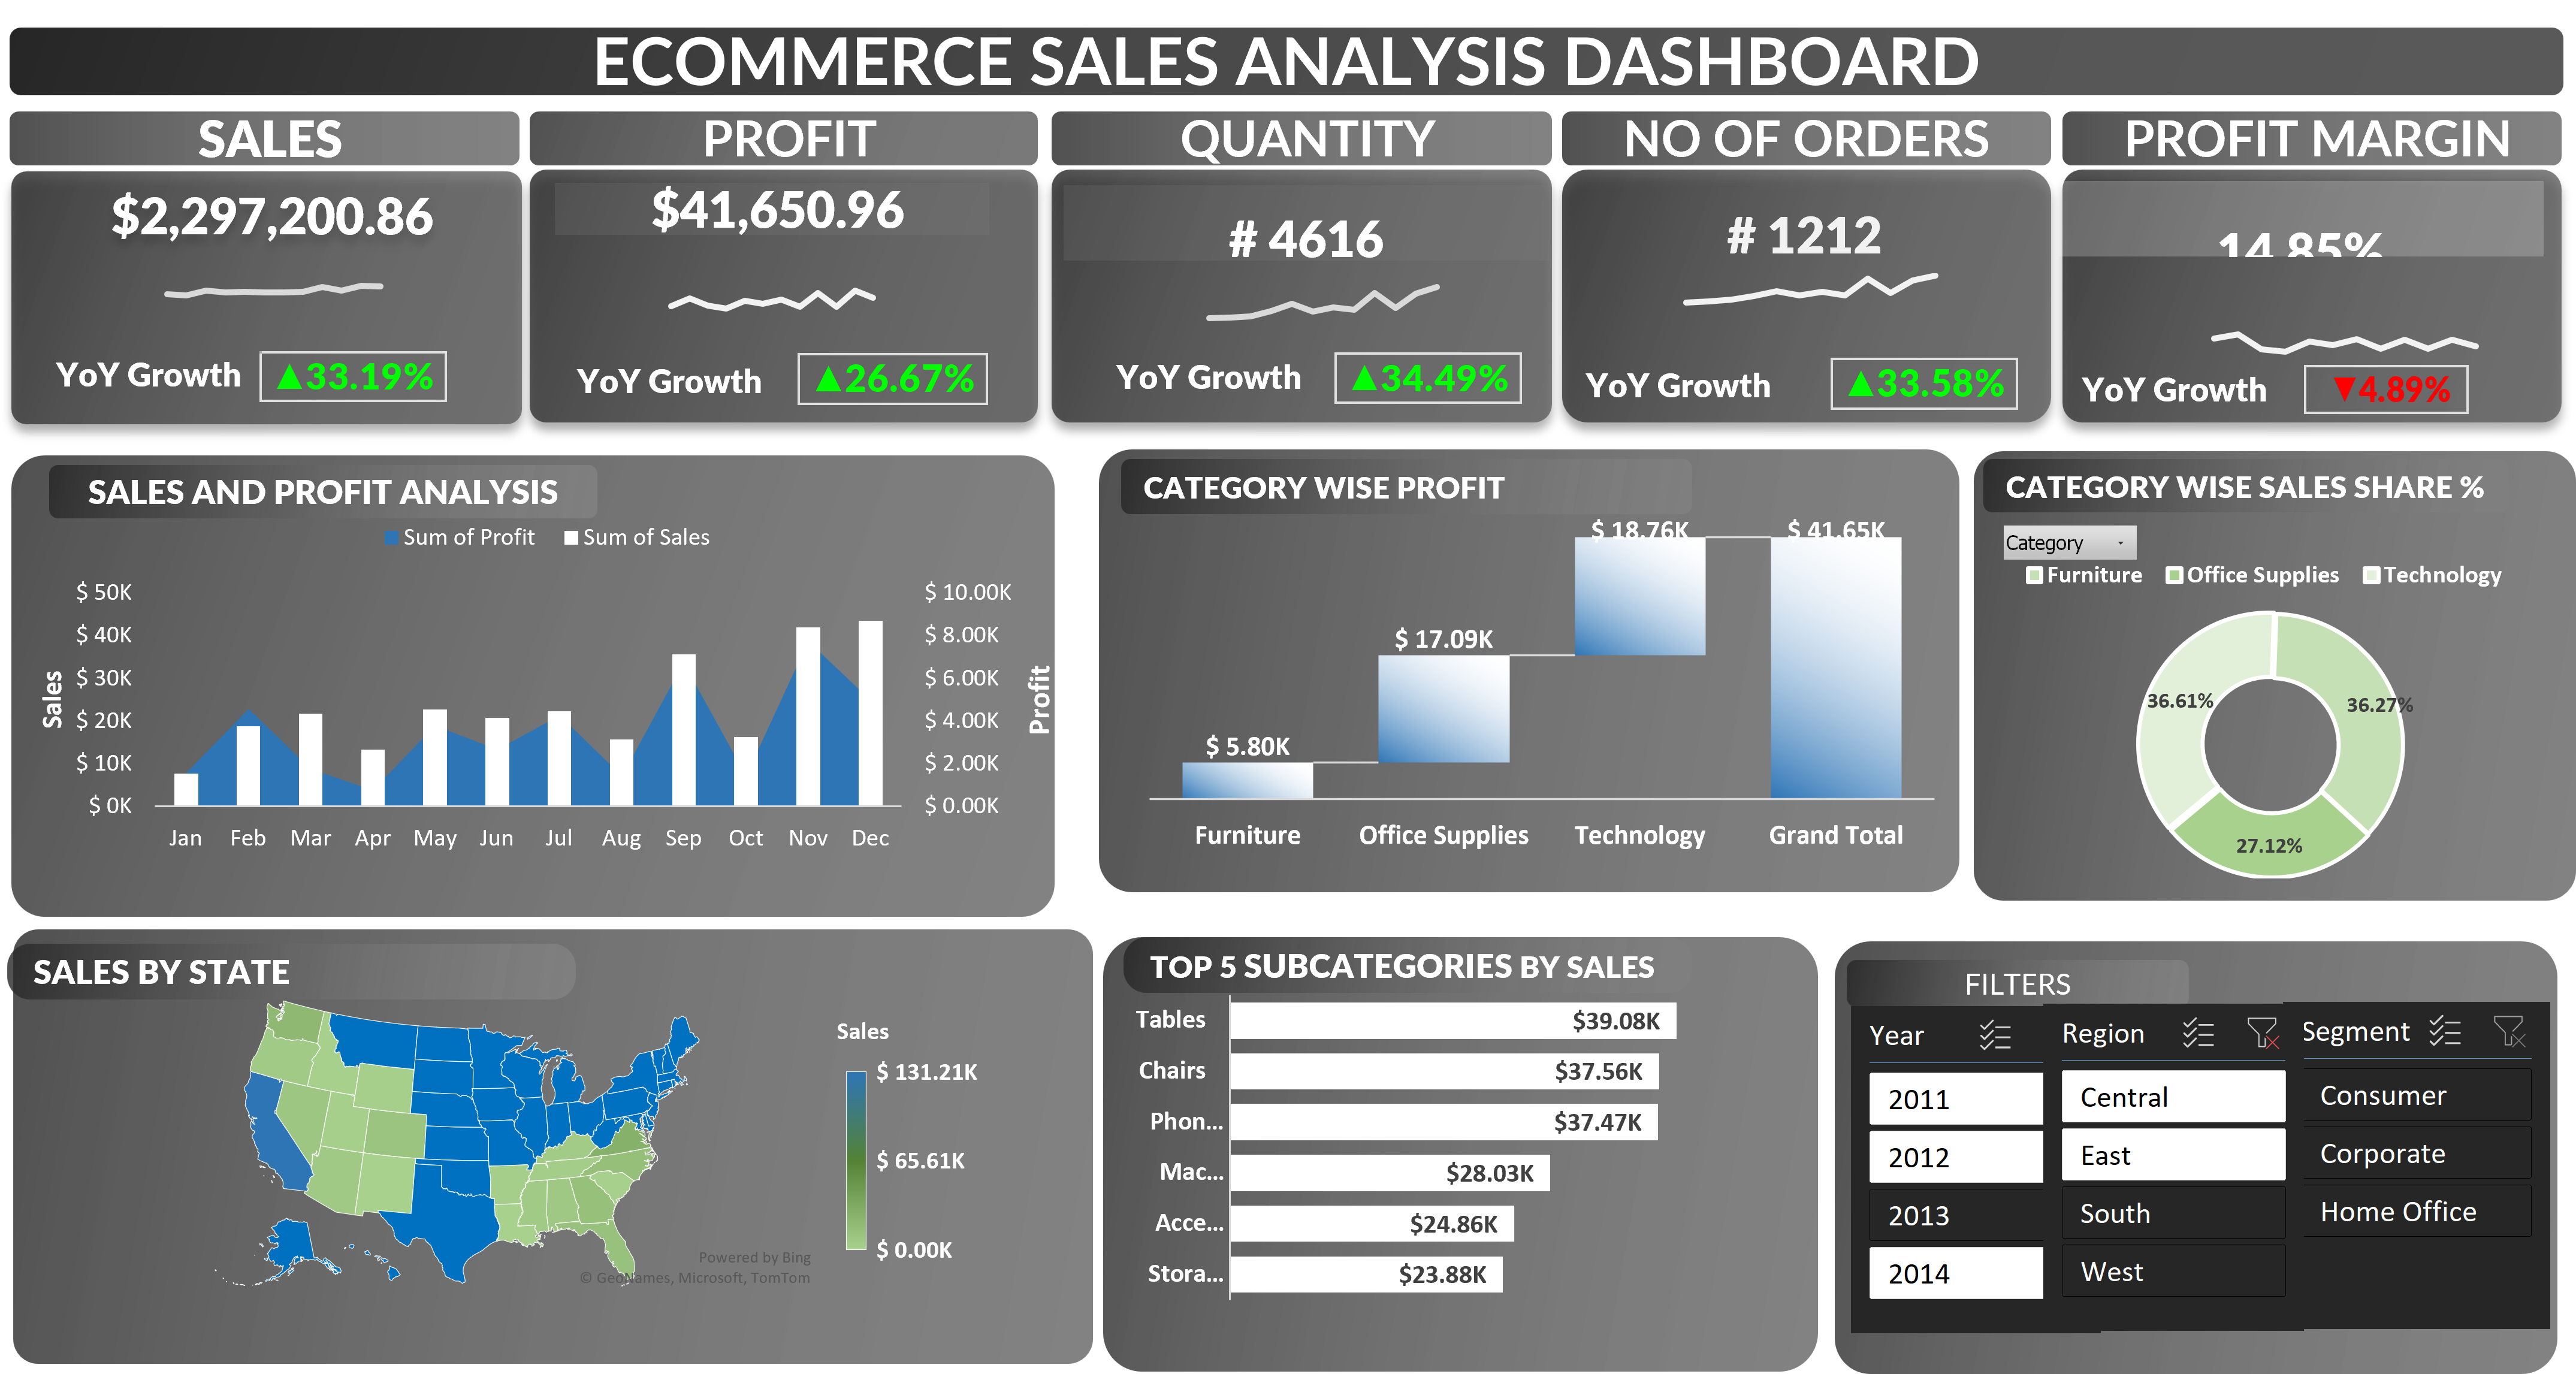 ECOMMERCE SALES ANALYSIS DASHBOARD
SALES
$2,297,200.86
YoY Growth ▲33.19%
PROFIT
$41,650.96
YoY Growth ▲26.67%
QUANTITY
# 4616
YoY Growth ▲34.49%
NO OF ORDERS
# 1212
YoY Growth ▲33.58%
PROFIT MARGIN
14.85%
YoY Growth ▼4.89%
SALES AND PROFIT ANALYSIS
Sum of Profit Sum of Sales
Sales
$ 50K
$ 40K
$ 30K
$ 20K
$ 10K
$ 0K
$ 10.00K
$ 8.00K
$ 6.00K
$ 4.00K
$ 2.00K
$ 0.00K
Profit
Jan Feb Mar Apr May Jun Jul Aug Sep Oct Nov Dec
CATEGORY WISE PROFIT
$ 5.80K
$ 17.09K
$ 18.76K
$ 41.65K
Furniture Office Supplies Technology Grand Total
CATEGORY WISE SALES SHARE %
Category
Furniture Office Supplies Technology
36.61%
36.27%
27.12%
SALES BY STATE
Sales
$ 131.21K
$ 65.61K
$ 0.00K
Powered by Bing
© GeoNames, Microsoft, TomTom
TOP 5 SUBCATEGORIES BY SALES
Tables $39.08K
Chairs $37.56K
Phon... $37.47K
Mac... $28.03K
Acce... $24.86K
Stora... $23.88K
FILTERS
Year
2011
2012
2013
2014
Region
Central
East
South
West
Segment
Consumer
Corporate
Home Office